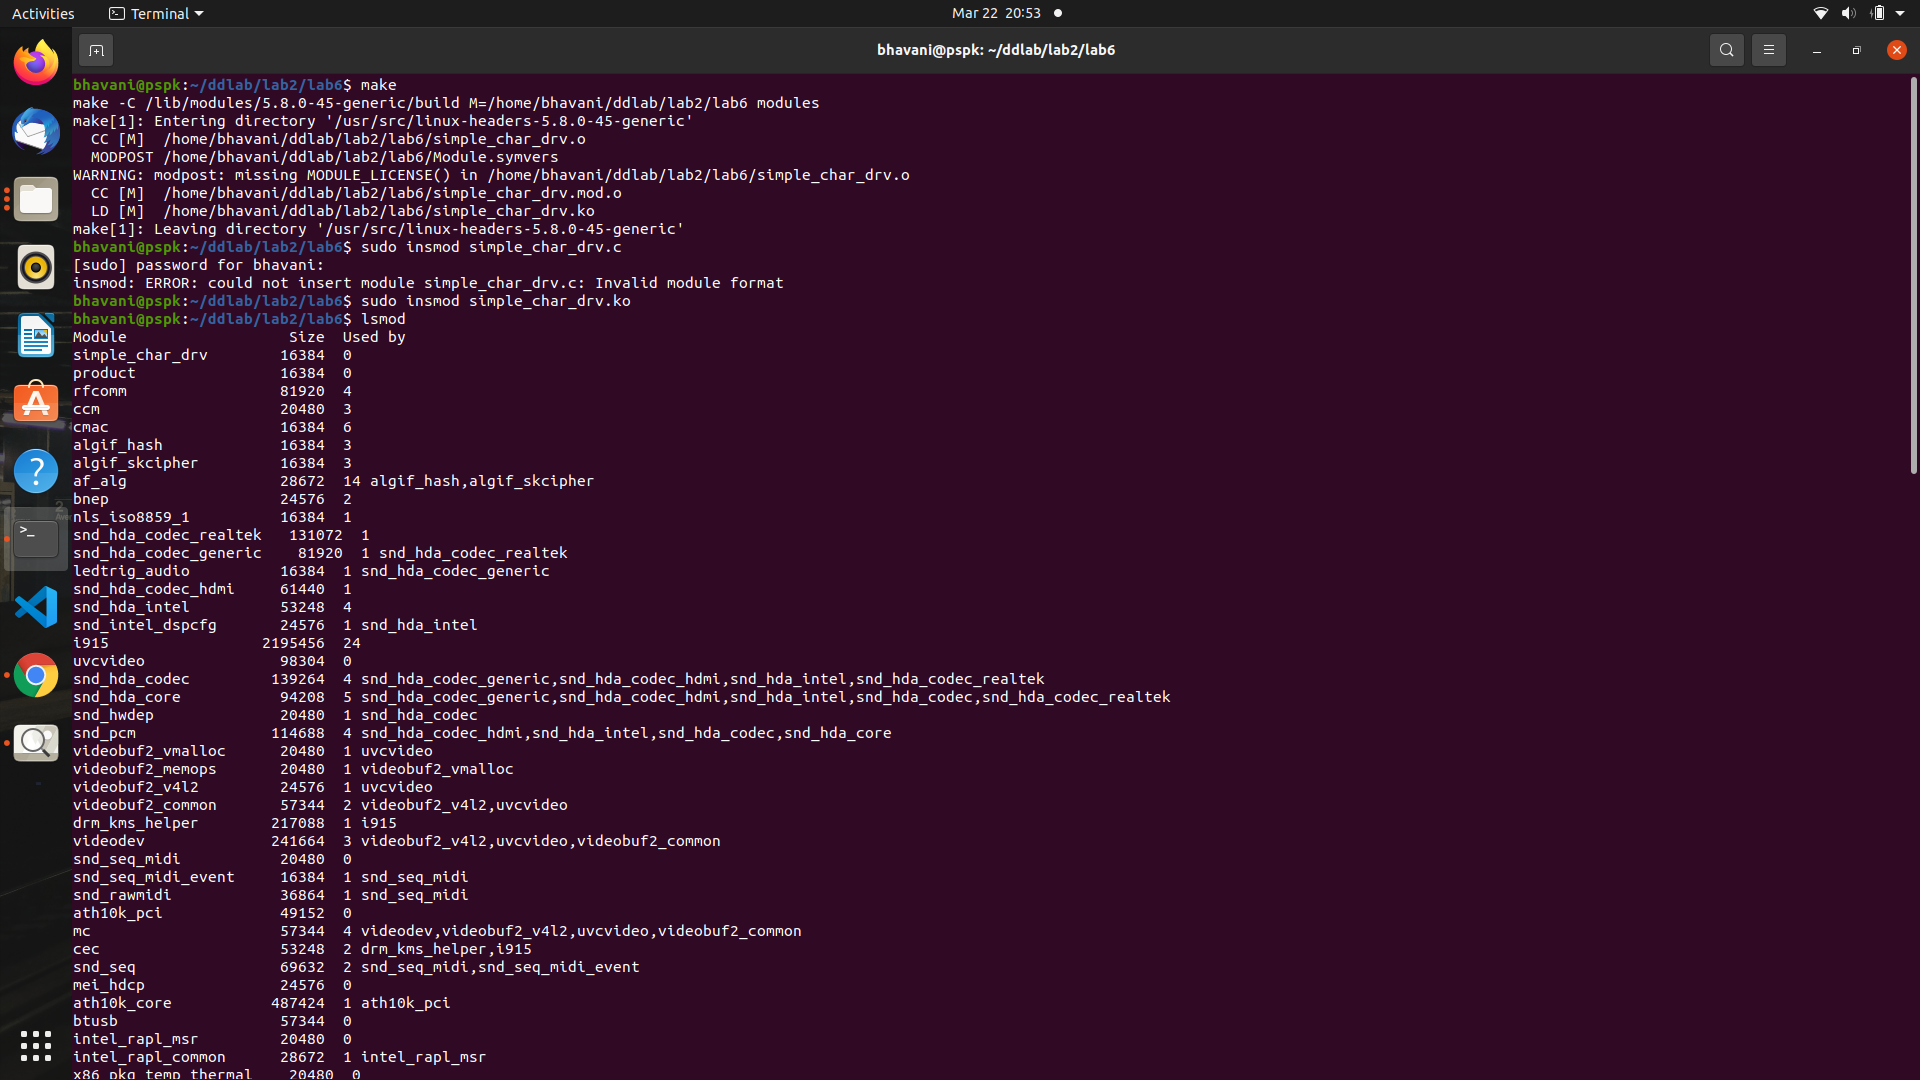 Activities
Terminal
Mar 22 20:53
bhavani@pspk: ~/ddlab/lab2/lab6
bhavani@pspk:~/ddlab/lab2/lab6$ make
make -C /lib/modules/5.8.0-45-generic/build M=/home/bhavani/ddlab/lab2/lab6 modules
make[1]: Entering directory '/usr/src/linux-headers-5.8.0-45-generic'
  CC [M]  /home/bhavani/ddlab/lab2/lab6/simple_char_drv.o
  MODPOST /home/bhavani/ddlab/lab2/lab6/Module.symvers
WARNING: modpost: missing MODULE_LICENSE() in /home/bhavani/ddlab/lab2/lab6/simple_char_drv.o
  CC [M]  /home/bhavani/ddlab/lab2/lab6/simple_char_drv.mod.o
  LD [M]  /home/bhavani/ddlab/lab2/lab6/simple_char_drv.ko
make[1]: Leaving directory '/usr/src/linux-headers-5.8.0-45-generic'
bhavani@pspk:~/ddlab/lab2/lab6$ sudo insmod simple_char_drv.c
[sudo] password for bhavani:
insmod: ERROR: could not insert module simple_char_drv.c: Invalid module format
bhavani@pspk:~/ddlab/lab2/lab6$ sudo insmod simple_char_drv.ko
bhavani@pspk:~/ddlab/lab2/lab6$ lsmod
Module                  Size  Used by
simple_char_drv        16384  0
product                16384  0
rfcomm                 81920  4
ccm                    20480  3
cmac                   16384  6
algif_hash             16384  3
algif_skcipher         16384  3
af_alg                 28672  14 algif_hash,algif_skcipher
bnep                   24576  2
nls_iso8859_1          16384  1
snd_hda_codec_realtek   131072  1
snd_hda_codec_generic    81920  1 snd_hda_codec_realtek
ledtrig_audio          16384  1 snd_hda_codec_generic
snd_hda_codec_hdmi     61440  1
snd_hda_intel          53248  4
snd_intel_dspcfg       24576  1 snd_hda_intel
i915                 2195456  24
uvcvideo               98304  0
snd_hda_codec         139264  4 snd_hda_codec_generic,snd_hda_codec_hdmi,snd_hda_intel,snd_hda_codec_realtek
snd_hda_core           94208  5 snd_hda_codec_generic,snd_hda_codec_hdmi,snd_hda_intel,snd_hda_codec,snd_hda_codec_realtek
snd_hwdep              20480  1 snd_hda_codec
snd_pcm               114688  4 snd_hda_codec_hdmi,snd_hda_intel,snd_hda_codec,snd_hda_core
videobuf2_vmalloc      20480  1 uvcvideo
videobuf2_memops       20480  1 videobuf2_vmalloc
videobuf2_v4l2         24576  1 uvcvideo
videobuf2_common       57344  2 videobuf2_v4l2,uvcvideo
drm_kms_helper        217088  1 i915
videodev              241664  3 videobuf2_v4l2,uvcvideo,videobuf2_common
snd_seq_midi           20480  0
snd_seq_midi_event     16384  1 snd_seq_midi
snd_rawmidi            36864  1 snd_seq_midi
ath10k_pci             49152  0
mc                     57344  4 videodev,videobuf2_v4l2,uvcvideo,videobuf2_common
cec                    53248  2 drm_kms_helper,i915
snd_seq                69632  2 snd_seq_midi,snd_seq_midi_event
mei_hdcp               24576  0
ath10k_core           487424  1 ath10k_pci
btusb                  57344  0
intel_rapl_msr         20480  0
intel_rapl_common      28672  1 intel_rapl_msr
x86_pkg_temp_thermal    20480  0